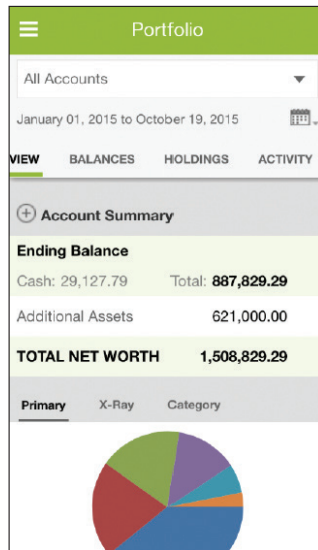 Portfolio
All Accounts
January 01, 2015 to October 19, 2015
VIEW BALANCES HOLDINGS ACTIVITY
Account Summary
Ending Balance
Cash: 29,127.79 Total: 887,829.29
Additional Assets 621,000.00
TOTAL NET WORTH 1,508,829.29
Primary X-Ray Category